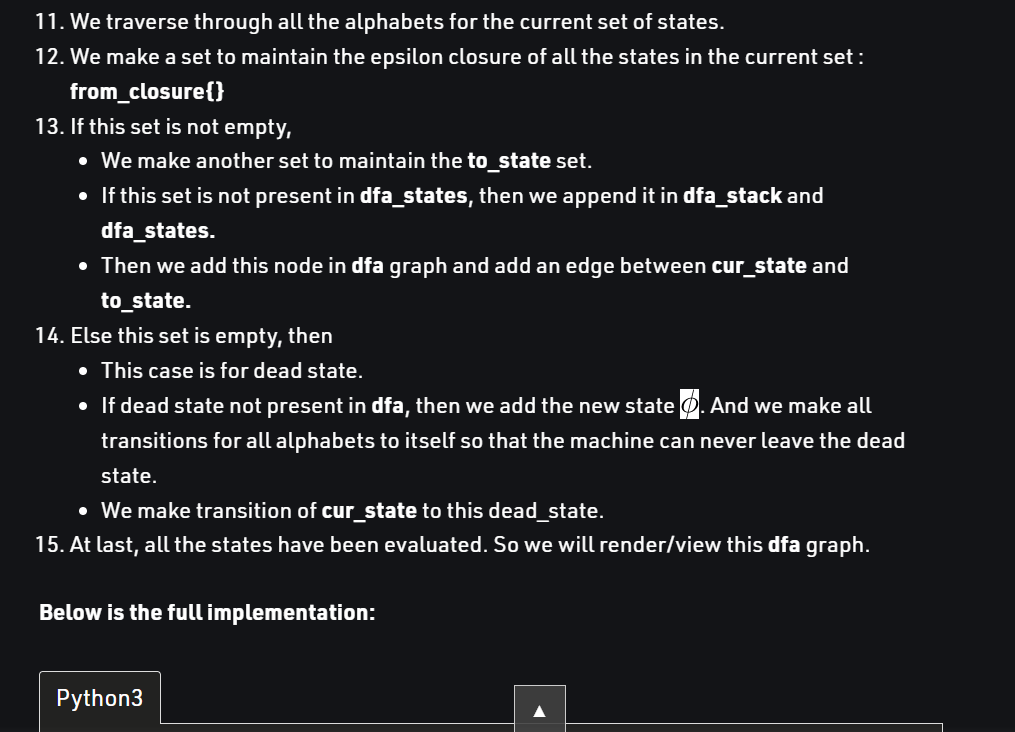 11. We traverse through all the alphabets for the current set of states.
12. We make a set to maintain the epsilon closure of all the states in the current set :
from_closure{}
13. If this set is not empty,
• We make another set to maintain the to_state set.
• If this set is not present in dfa_states, then we append it in dfa_stack and
dfa_states.
• Then we add this node in dfa graph and add an edge between cur_state and
to_state.
14. Else this set is empty, then
• This case is for dead state.
• If dead state not present in dfa, then we add the new state ϕ. And we make all
transitions for all alphabets to itself so that the machine can never leave the dead
state.
• We make transition of cur_state to this dead_state.
15. At last, all the states have been evaluated. So we will render/view this dfa graph.
Below is the full implementation:
Python3
▲